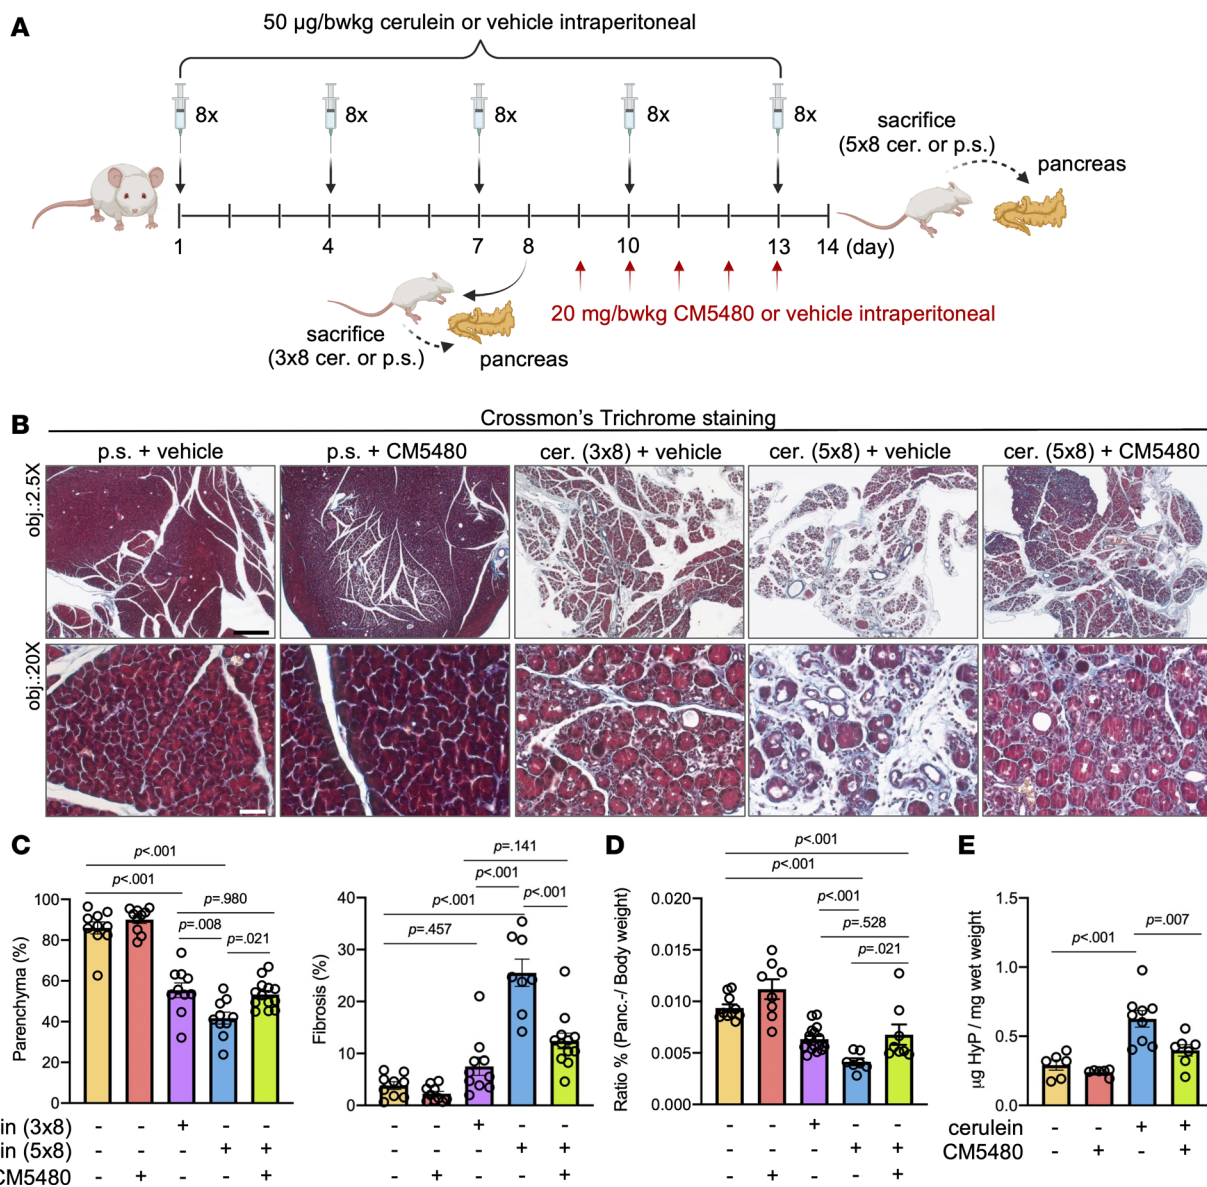 A
50 µg/bwkg cerulein or vehicle intraperitoneal
8x 8x 8x 8x 8x
sacrifice
(5x8 cer. or p.s.)
pancreas
1 4 7 8 10 13 14 (day)
20 mg/bwkg CM5480 or vehicle intraperitoneal
sacrifice
(3x8 cer. or p.s.)
pancreas
B
Crossmon's Trichrome staining
p.s. + vehicle p.s. + CM5480 cer. (3x8) + vehicle cer. (5x8) + vehicle cer. (5x8) + CM5480
obj.:2.5X
obj.:20X
C
Parenchyma (%)
100
80
60
40
20
0
p<.001
p<.001
p=.980
p=.008
p=.021
Fibrosis (%)
40
30
20
10
0
p=.141
p<.001
p<.001
p<.001
p=.457
D
Ratio % (Panc.-/ Body weight)
0.020
0.015
0.010
0.005
0.000
p<.001
p<.001
p<.001
p=.528
p=.021
E
µg HyP / mg wet weight
1.5
1.0
0.5
0.0
p=.007
p<.001
in (3x8) - - + - -
in (5x8) - - - + +
CM5480 - + - - +
- - + - -
- - - + +
- + - - +
- - + - -
- - - + +
- + - - +
cerulein - - + +
CM5480 - + - +